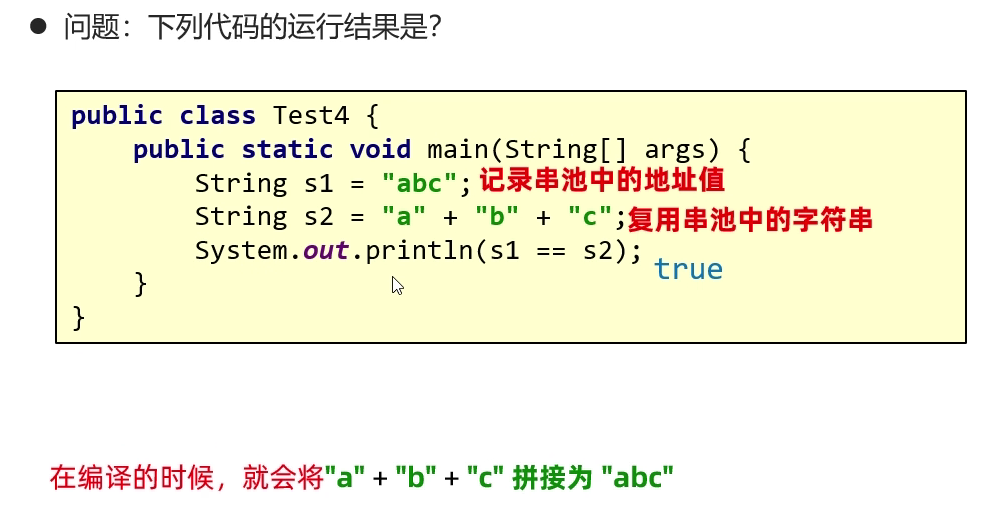 ● 问题：下列代码的运行结果是？
public class Test4 {
    public static void main(String[] args) {
        String s1 = "abc"; 记录串池中的地址值
        String s2 = "a" + "b" + "c";复用串池中的字符串
        System.out.println(s1 == s2); true
    }
}
在编译的时候，就会将"a" + "b" + "c" 拼接为 "abc"